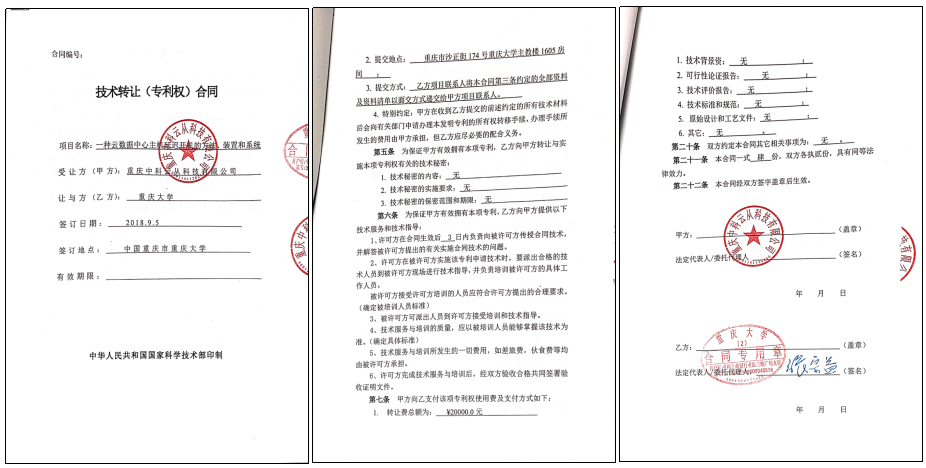 合同编号：
技术转让（专利权）合同
项目名称：一种云数据中心主机延迟开机的方法、装置和系统
受让方（甲方）：重庆中科云从科技有限公司
让与方（乙方）：重庆大学
签订日期：2018.9.5
签订地点：中国重庆市重庆大学
有效期限：
中华人民共和国国家科学技术部印制
重庆中科云从科技有限公司
2. 提交地点：重庆市沙正街 174 号重庆大学主教楼 1605 房
间 ；
3. 提交方式：乙方项目联系人将本合同第三条约定的全部资料
及资料清单以面交方式递交给甲方项目联系人。
4. 特别约定：甲方在收到乙方提交的前述约定的所有技术材料
后会向有关部门申请办理本发明专利的所有权转移手续，办理手续所
发生的费用由甲方承担，但乙方应尽必要的配合义务。
第五条 为保证甲方有效拥有本项专利，乙方向甲方转让与实
施本项专利权有关的技术秘密：
1. 技术秘密的内容：无
2. 技术秘密的实施要求：无
3. 技术秘密的保密范围和期限：无
第六条 为保证甲方有效拥有本项专利，乙方向甲方提供以下
技术服务和指导：
1、许可方在合同生效后 3 日内负责向被许可方传授合同技术，
并解答被许可方提出的有关实施合同技术的问题。
2、许可方在被许可方实施该专利申请技术时，要派出合格的技
术人员到被许可方现场进行技术指导，并负责培训被许可方的具体工
作人员。
被许可方接受许可方培训的人员应符合许可方提出的合理要求。
（确定被培训人员标准）
3、被许可方可派出人员到许可方接受培训和技术指导。
4、技术服务与培训的质量，应以被培训人员能够掌握该技术为
准。（确定具体标准）
5、技术服务与培训所发生的一切费用，如差旅费，伙食费等均
由被许可方承担。
6、许可方完成技术服务与培训后，经双方验收合格共同签署验
收证明文件。
第七条 甲方向乙支付该项专利权使用费及支付方式如下：
1. 转让费总额为：¥20000.0 元
1. 技术背景资：无 ；
2. 可行性论证报告：无 ；
3. 技术评价报告：无 ；
4. 技术标准和规范：无 ；
5. 原始设计和工艺文件：无 ；
6. 其它：无 。
第二十条 双方约定本合同其它相关事项为：无 。
第二十一条 本合同一式 肆 份，双方各执贰份，具有同等法
律效力。
第二十二条 本合同经双方签字盖章后生效。
甲方：（盖章）
法定代表人/委托代理人（签名）
年 月 日
重庆中科云从科技有限公司
乙方：（盖章）
法定代表人/委托代理人：（签名）
年 月 日
重庆大学
（2）
合同专用章